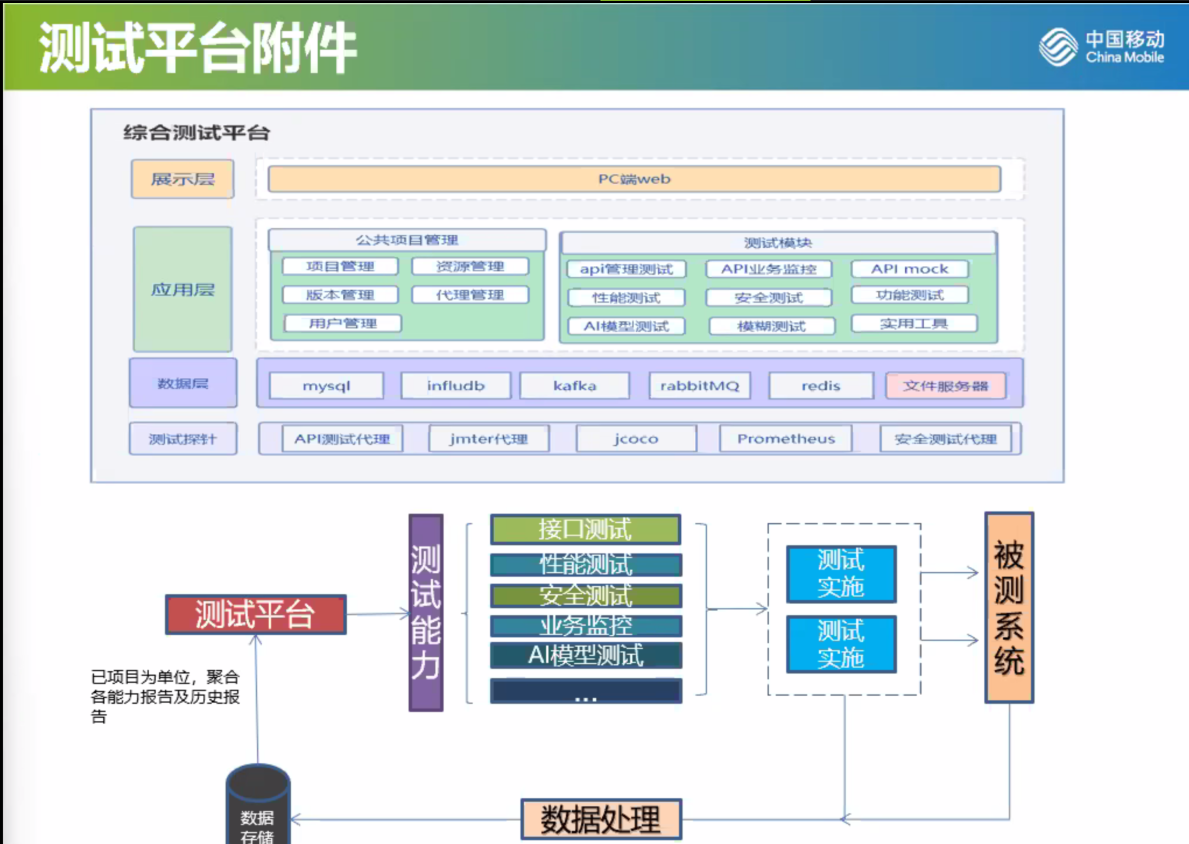 测试平台附件
中国移动
China Mobile
综合测试平台
展示层
PC端web
应用层
公共项目管理
项目管理
资源管理
版本管理
代理管理
用户管理
测试模块
api管理测试
API业务监控
API mock
性能测试
安全测试
功能测试
AI模型测试
模糊测试
实用工具
数据层
mysql
infludb
kafka
rabbitMQ
redis
文件服务器
测试探针
API测试代理
jmter代理
jcoco
Prometheus
安全测试代理
测试平台
测试能力
接口测试
性能测试
安全测试
业务监控
AI模型测试
...
测试
实施
测试
实施
被测系统
已项目为单位，聚合
各能力报告及历史报
告
数据
存储
数据处理